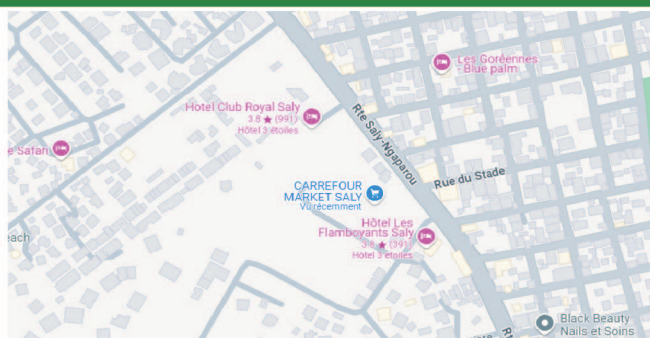 Les Goréennes
- Blue palm
Hotel Club Royal Saly
3.8 ★ (991)
Hôtel 3 étoiles
Rte Saly-Ngaparou
e Safari
Rue du Stade
CARREFOUR
MARKET SALY
Vu récemment
Hôtel Les
Flamboyants Saly
3.8 ★ (391)
Hôtel 3 étoiles
each
Black Beauty
Nails et Soins